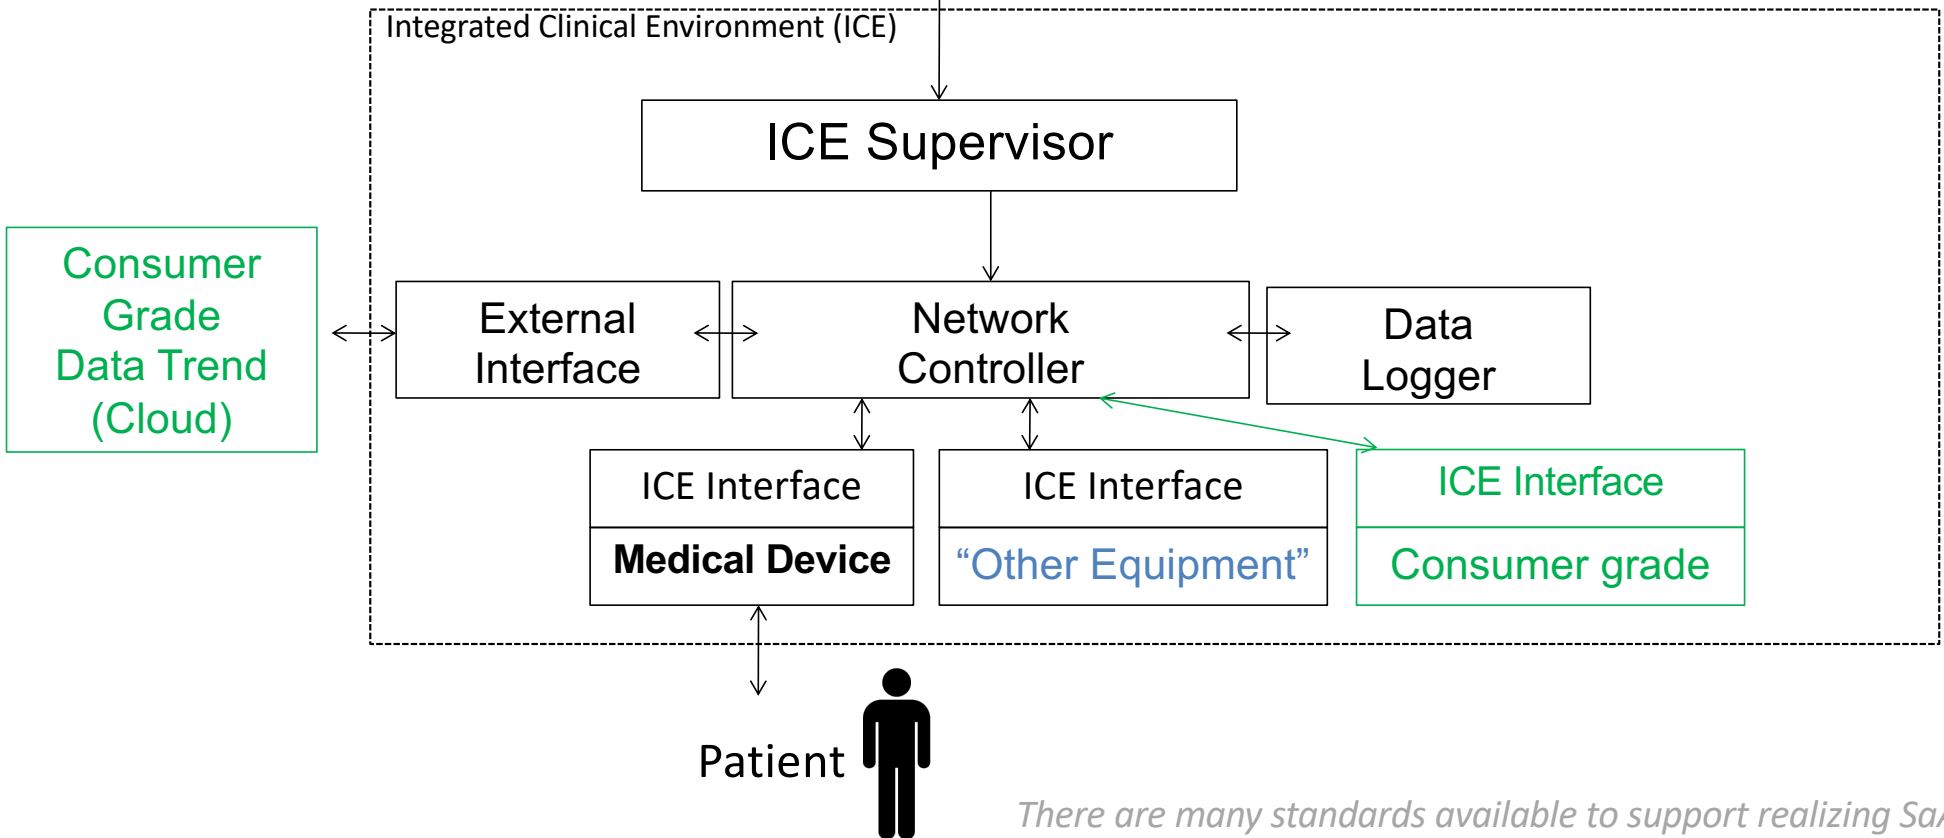 Integrated Clinical Environment (ICE)
ICE Supervisor
Consumer
Grade
Data Trend
(Cloud)
External
Interface
Network
Controller
Data
Logger
ICE Interface
Medical Device
ICE Interface
“Other Equipment”
ICE Interface
Consumer grade
Patient
There are many standards available to support realizing